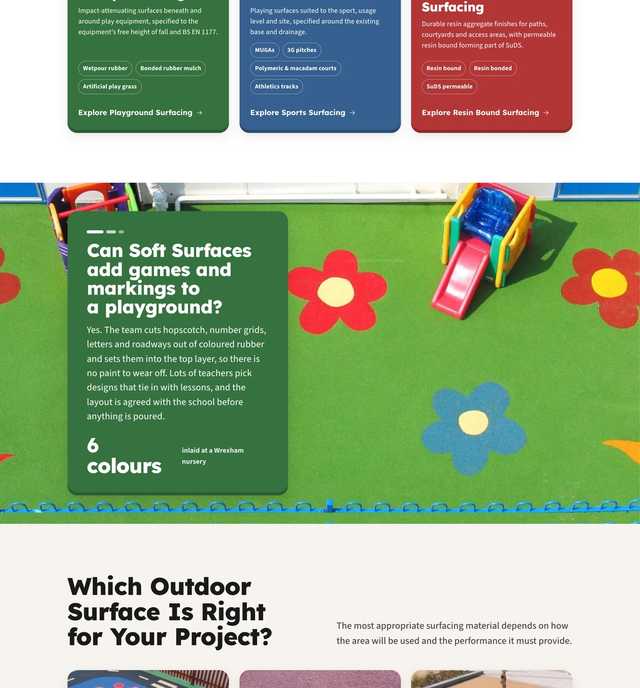 Impact-attenuating surfaces beneath and
around play equipment, specified to the
equipment's free height of fall and BS EN 1177.
Wetpour rubber
Bonded rubber mulch
Artificial play grass
Explore Playground Surfacing →
Playing surfaces suited to the sport, usage
level and site, specified around the existing
base and drainage.
MUGAs
3G pitches
Polymeric & macadam courts
Athletics tracks
Explore Sports Surfacing →
Surfacing
Durable resin aggregate finishes for paths,
courtyards and access areas, with permeable
resin bound forming part of SuDS.
Resin bound
Resin bonded
SuDS permeable
Explore Resin Bound Surfacing →
Can Soft Surfaces
add games and
markings to
a playground?
Yes. The team cuts hopscotch, number grids,
letters and roadways out of coloured rubber
and sets them into the top layer, so there is
no paint to wear off. Lots of teachers pick
designs that tie in with lessons, and the
layout is agreed with the school before
anything is poured.
6
colours
inlaid at a Wrexham
nursery
Which Outdoor
Surface Is Right
for Your Project?
The most appropriate surfacing material depends on how
the area will be used and the performance it must provide.